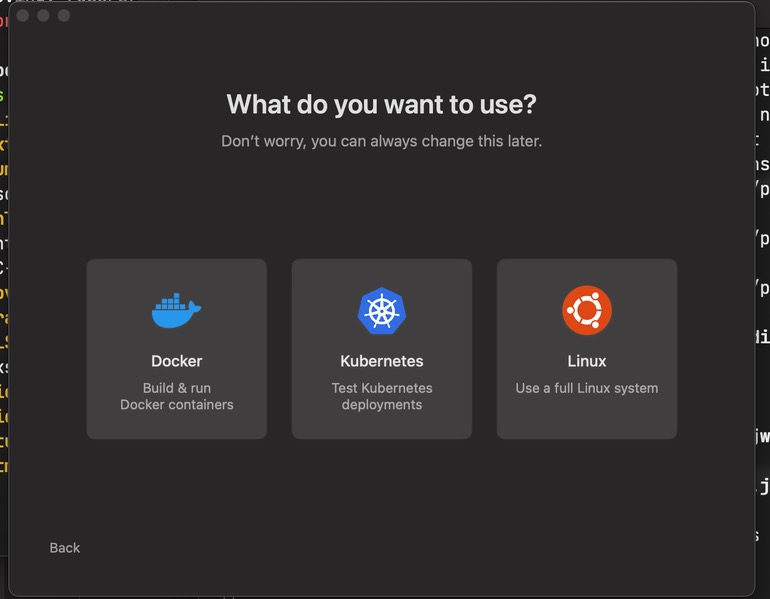 What do you want to use?
Don’t worry, you can always change this later.
Docker
Build & run
Docker containers
Kubernetes
Test Kubernetes
deployments
Linux
Use a full Linux system
Back